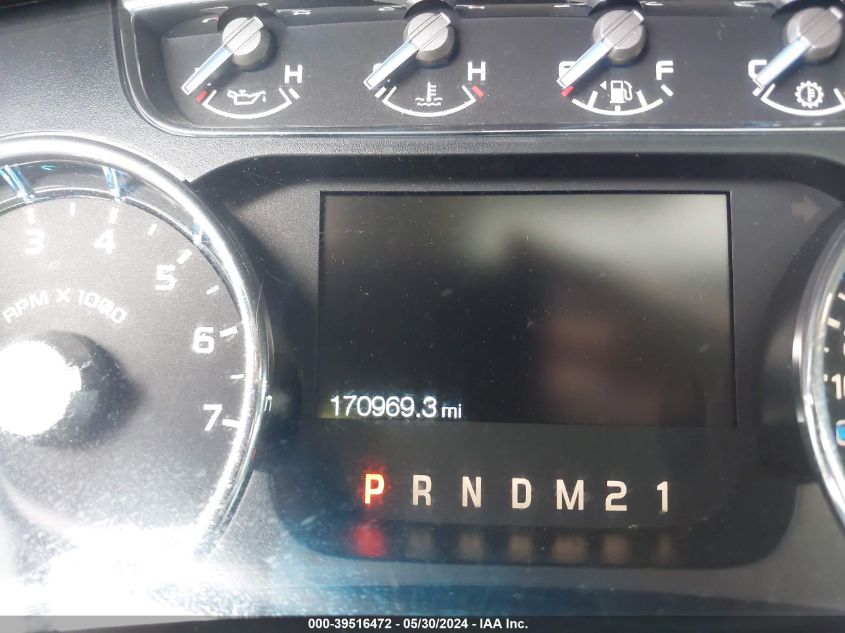 H H E F C
3 4 5 6 7
RPM X 1000
170969.3 mi
P R N D M 2 1
000-39516472 - 05/30/2024 - IAA Inc.